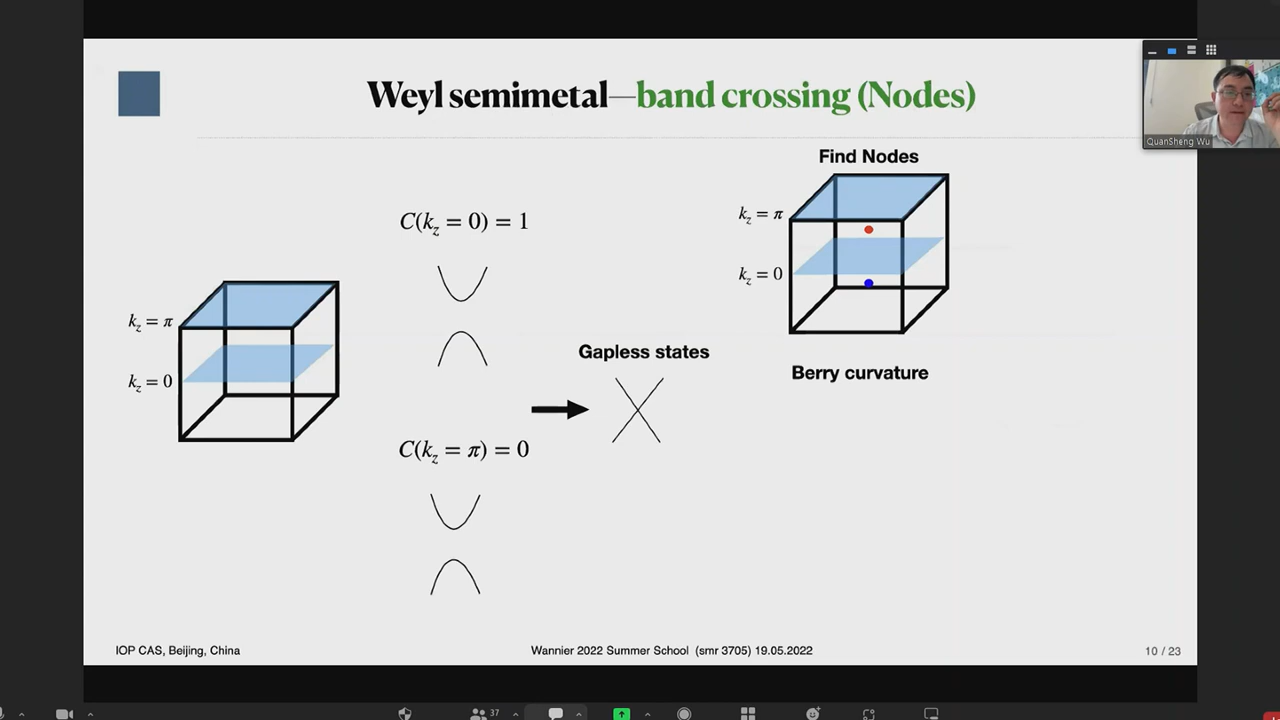 Weyl semimetal—band crossing (Nodes)
QuanSheng Wu
Find Nodes
k_z = π
k_z = 0
C(k_z = 0) = 1
k_z = π
k_z = 0
Gapless states
Berry curvature
C(k_z = π) = 0
IOP CAS, Beijing, China
Wannier 2022 Summer School (smr 3705) 19.05.2022
10 / 23
37